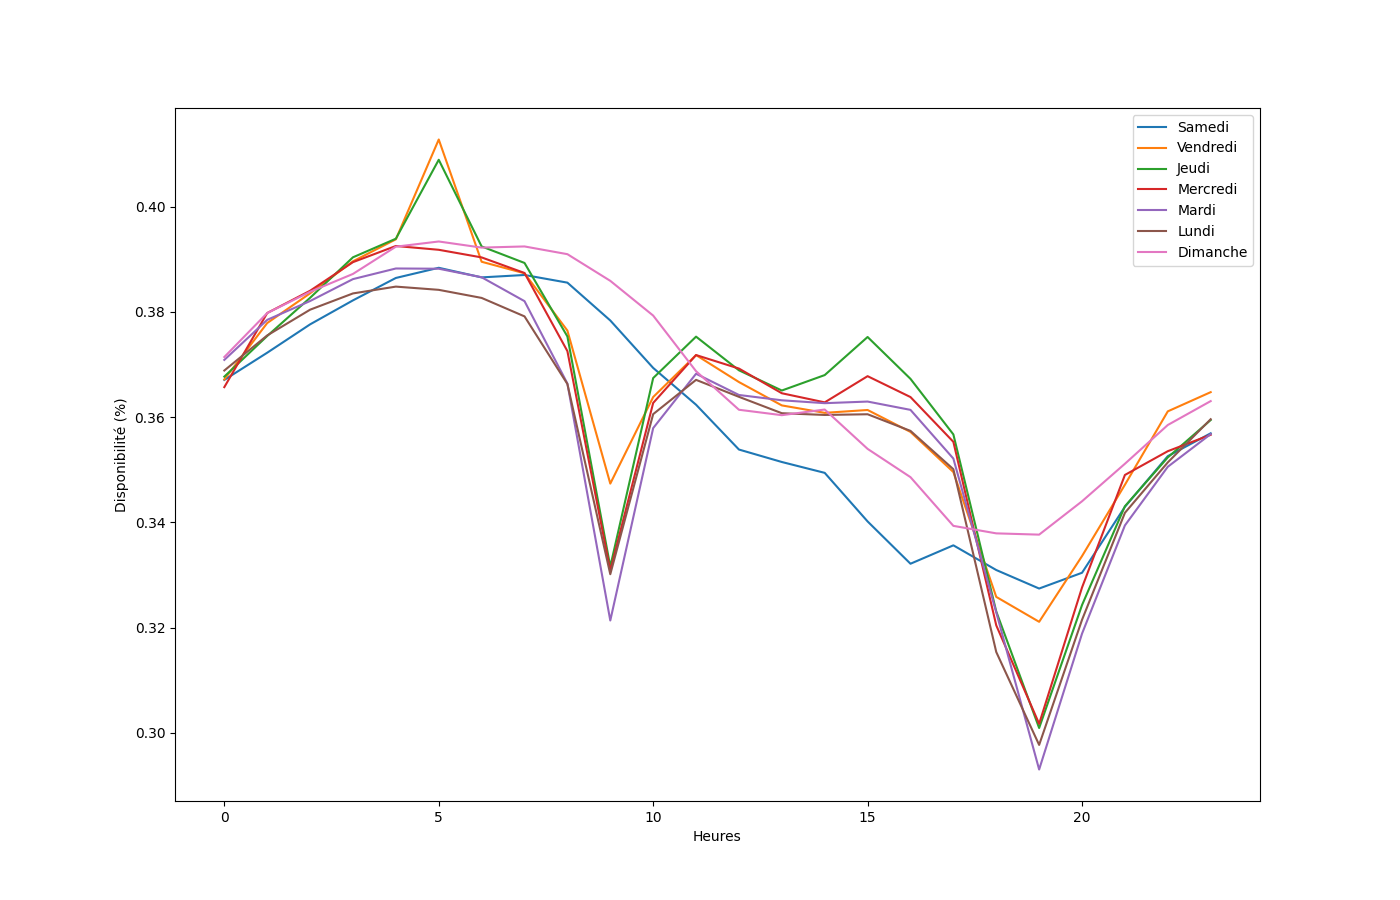 Samedi
Vendredi
Jeudi
Mercredi
Mardi
Lundi
Dimanche
0.40
0.38
0.36
0.34
0.32
0.30
Disponibilité (%)
0 5 10 15 20
Heures